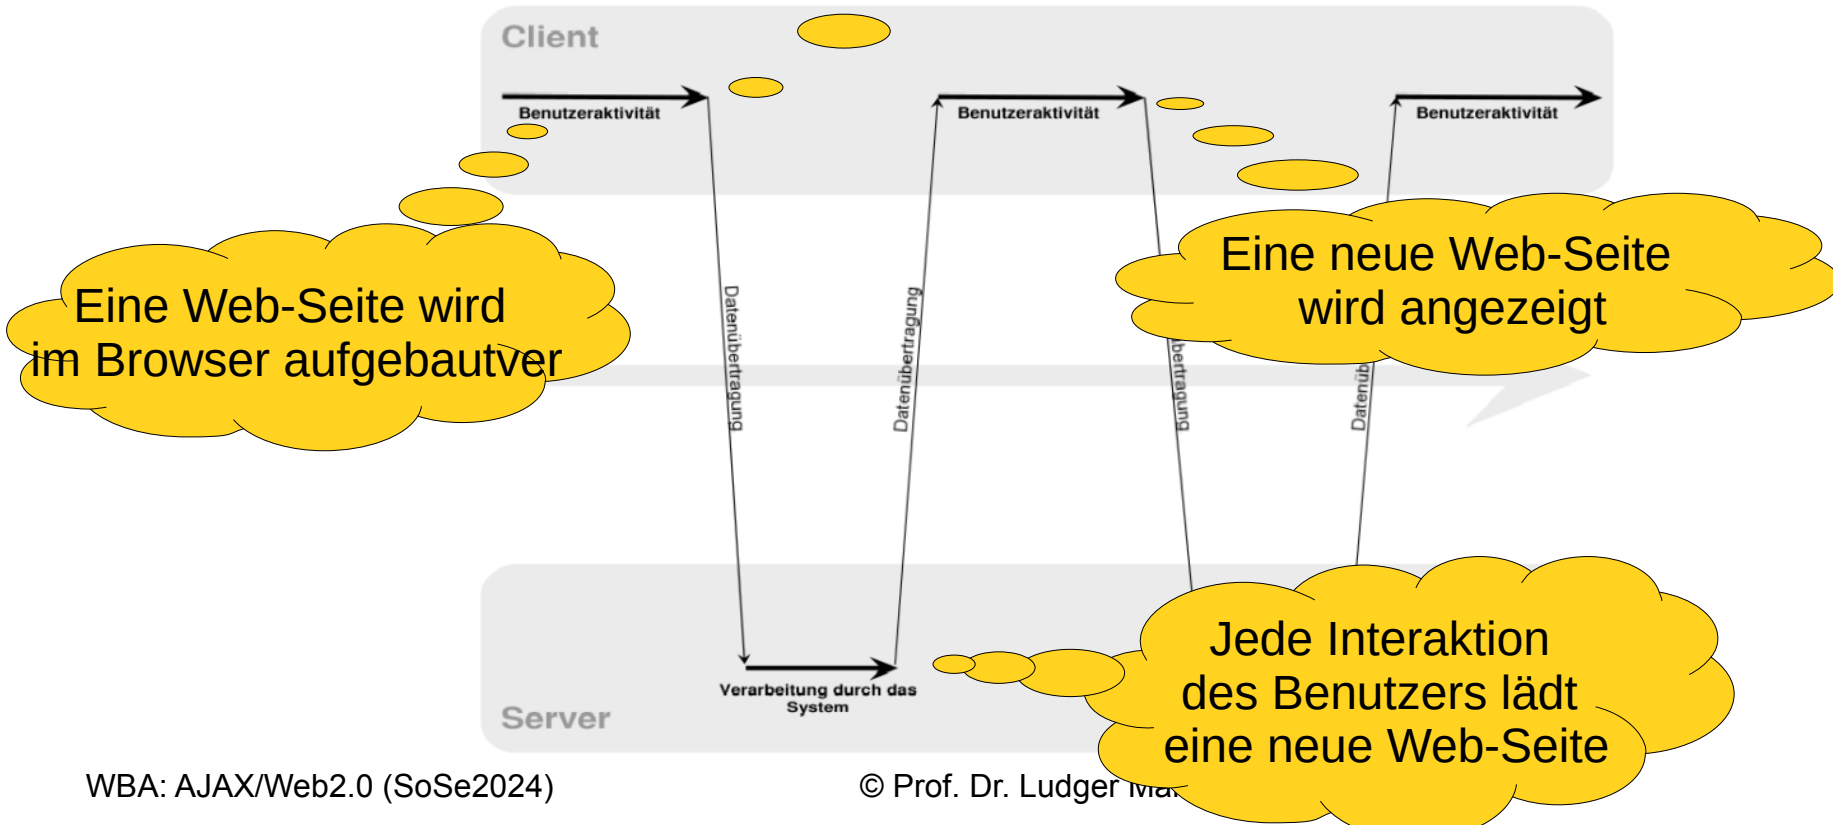 Client
Benutzeraktivität
Benutzeraktivität
Benutzeraktivität
Eine Web-Seite wird
im Browser aufgebautver
Datenübertragung
Datenübertragung
Eine neue Web-Seite
wird angezeigt
bertragung
Datenüb
Verarbeitung durch das
System
Server
Jede Interaktion
des Benutzers lädt
eine neue Web-Seite
WBA: AJAX/Web2.0 (SoSe2024)
© Prof. Dr. Ludger